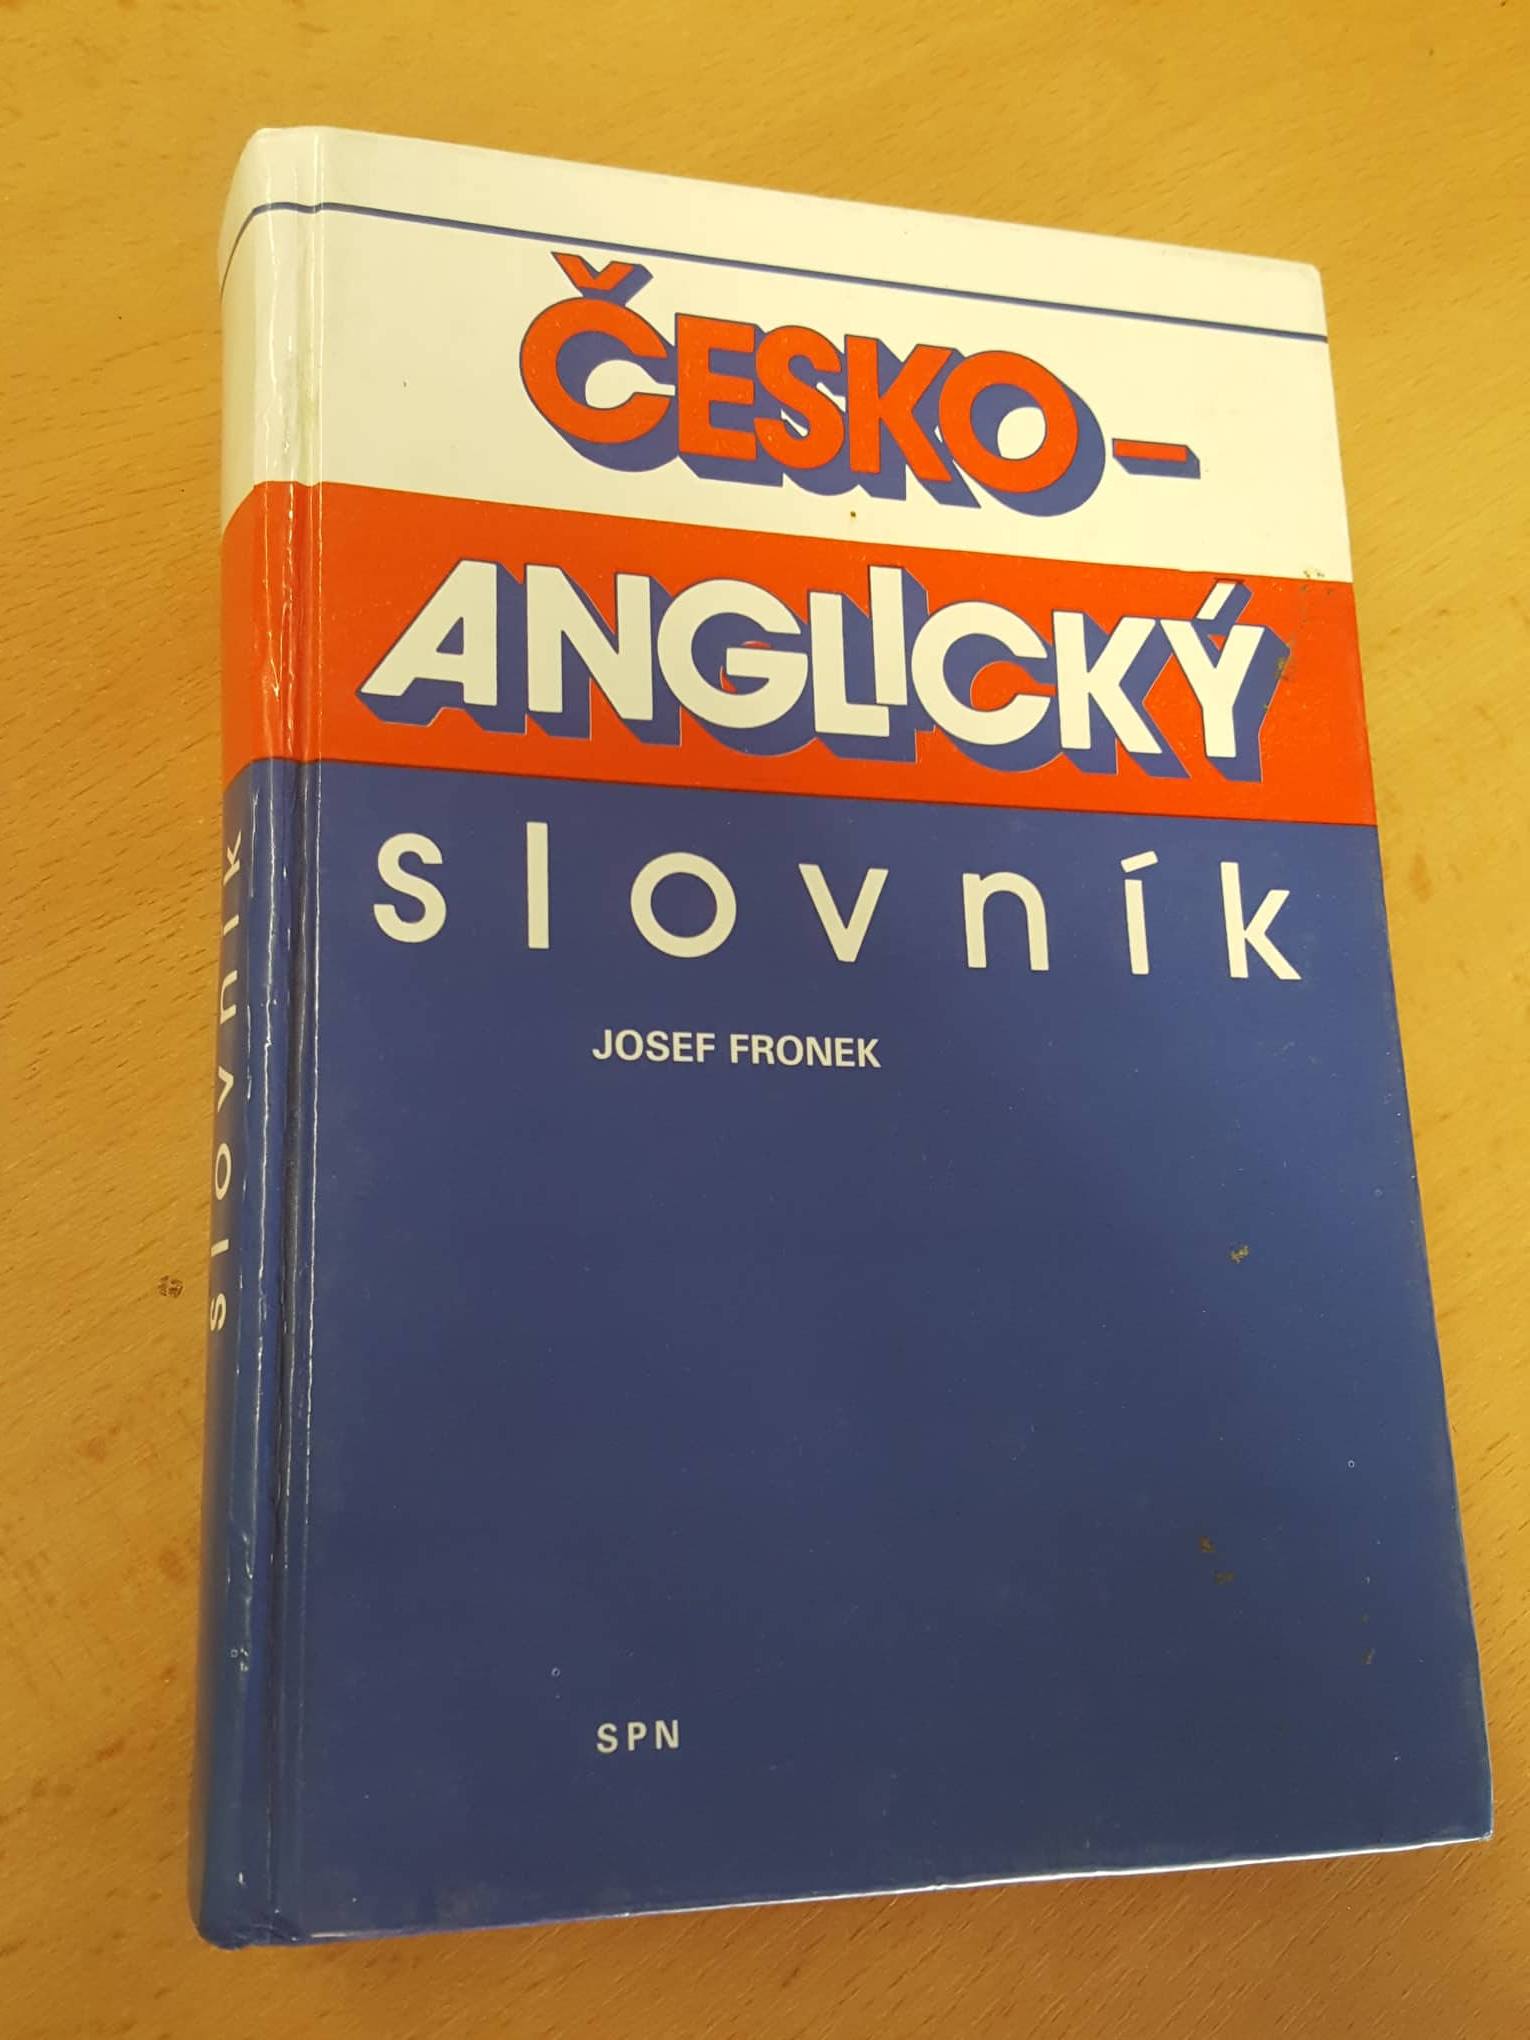 ČESKO-
ANGLICKÝ
slovník
JOSEF FRONEK
SPN
slovník